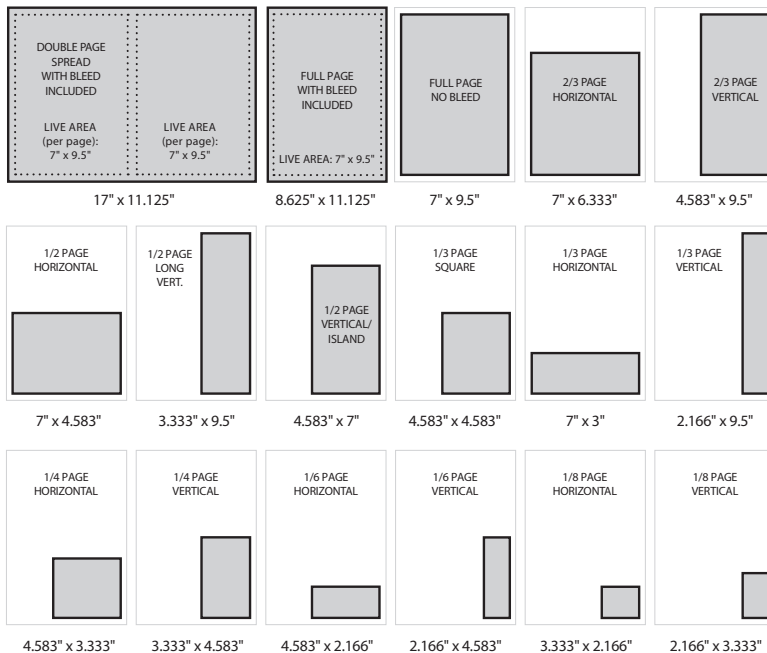 DOUBLE PAGE
SPREAD
WITH BLEED
INCLUDED
LIVE AREA
(per page):
7" x 9.5"
LIVE AREA
(per page):
7" x 9.5"
17" x 11.125"
FULL PAGE
WITH BLEED
INCLUDED
LIVE AREA: 7" x 9.5"
8.625" x 11.125"
FULL PAGE
NO BLEED
7" x 9.5"
2/3 PAGE
HORIZONTAL
7" x 6.333"
2/3 PAGE
VERTICAL
4.583" x 9.5"
1/2 PAGE
HORIZONTAL
7" x 4.583"
1/2 PAGE
LONG
VERT.
3.333" x 9.5"
1/2 PAGE
VERTICAL/
ISLAND
4.583" x 7"
1/3 PAGE
SQUARE
4.583" x 4.583"
1/3 PAGE
HORIZONTAL
7" x 3"
1/3 PAGE
VERTICAL
2.166" x 9.5"
1/4 PAGE
HORIZONTAL
4.583" x 3.333"
1/4 PAGE
VERTICAL
3.333" x 4.583"
1/6 PAGE
HORIZONTAL
4.583" x 2.166"
1/6 PAGE
VERTICAL
2.166" x 4.583"
1/8 PAGE
HORIZONTAL
3.333" x 2.166"
1/8 PAGE
VERTICAL
2.166" x 3.333"